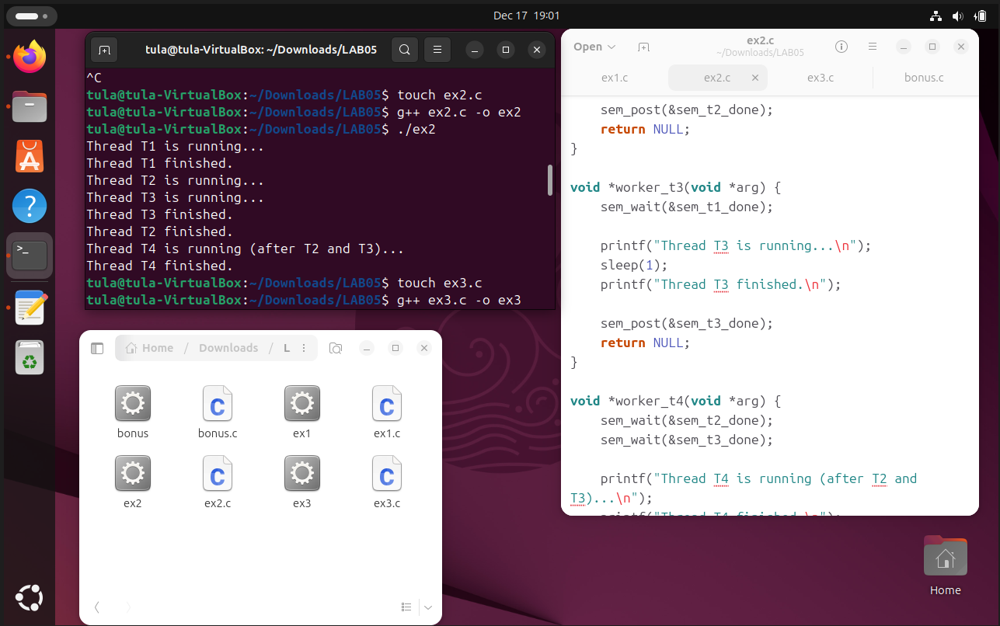 Dec 17 19:01
tula@tula-VirtualBox: ~/Downloads/LAB05
^C
tula@tula-VirtualBox:~/Downloads/LAB05$ touch ex2.c
tula@tula-VirtualBox:~/Downloads/LAB05$ g++ ex2.c -o ex2
tula@tula-VirtualBox:~/Downloads/LAB05$ ./ex2
Thread T1 is running...
Thread T1 finished.
Thread T2 is running...
Thread T3 is running...
Thread T3 finished.
Thread T2 finished.
Thread T4 is running (after T2 and T3)...
Thread T4 finished.
tula@tula-VirtualBox:~/Downloads/LAB05$ touch ex3.c
tula@tula-VirtualBox:~/Downloads/LAB05$ g++ ex3.c -o ex3
Open
ex2.c
~/Downloads/LAB05
ex1.c ex2.c ex3.c bonus.c
sem_post(&sem_t2_done);
return NULL;
}
void *worker_t3(void *arg) {
sem_wait(&sem_t1_done);
printf("Thread T3 is running...\n");
sleep(1);
printf("Thread T3 finished.\n");
sem_post(&sem_t3_done);
return NULL;
}
void *worker_t4(void *arg) {
sem_wait(&sem_t2_done);
sem_wait(&sem_t3_done);
printf("Thread T4 is running (after T2 and
T3)...\n");
printf("Thread T4 finished.\n");
Home / Downloads / L
bonus bonus.c ex1 ex1.c
ex2 ex2.c ex3 ex3.c
Home